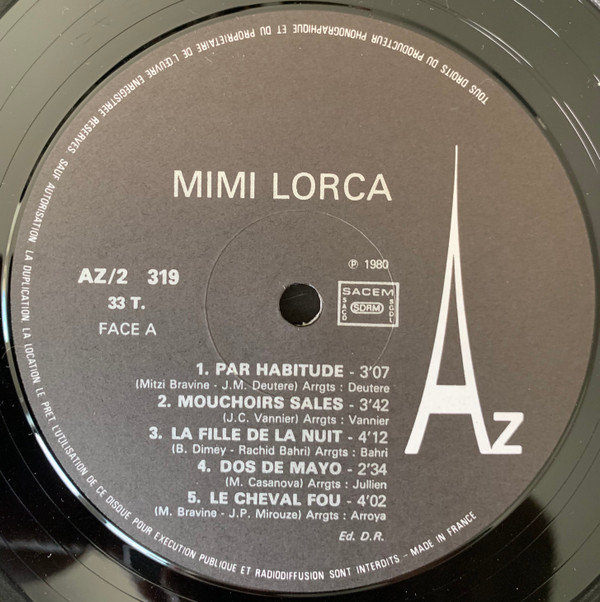 TOUS DROITS DU PRODUCTEUR PHONOGRAPHIQUE ET DU PROPRIETAIRE DE L'ŒUVRE ENREGISTREE RESERVES. SAUF AUTORISATION LA DUPLICATION. LA LOCATION. LE PRET. L'UTILISATION DE CE DISQUE POUR EXECUTION PUBLIQUE ET RADIODIFFUSION SONT INTERDITS - MADE IN FRANCE
MIMI LORCA
AZ/2 319
33 T.
FACE A
℗ 1980
SACEM
SACD
SDRM
SGDL
1. PAR HABITUDE - 3'07
(Mitzi Bravine - J.M. Deutere) Arrgts : Deutere
2. MOUCHOIRS SALES - 3'42
(J.C. Vannier) Arrgts : Vannier
3. LA FILLE DE LA NUIT - 4'12
(B. Dimey - Rachid Bahri) Arrgts : Bahri
4. DOS DE MAYO - 2'34
(M. Casanova) Arrgts : Jullien
5. LE CHEVAL FOU - 4'02
(M. Bravine - J.P. Mirouze) Arrgts : Arroya
Ed. D.R.
Az